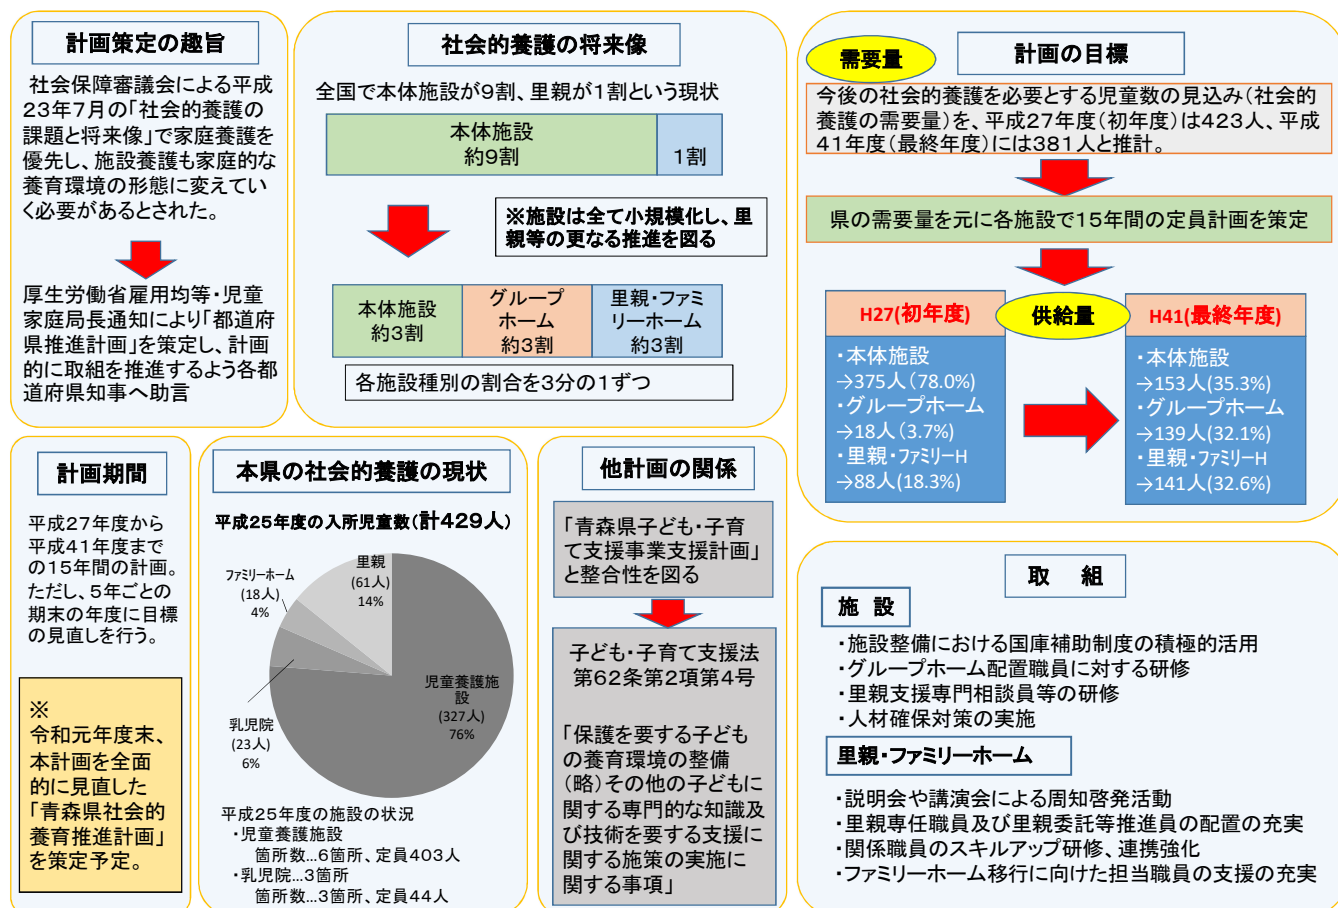 計画策定の趣旨
社会保障審議会による平成
23年7月の「社会的養護の
課題と将来像」で家庭養護を
優先し、施設養護も家庭的な
養育環境の形態に変えてい
く必要があるとされた。
厚生労働省雇用均等・児童
家庭局長通知により「都道府
県推進計画」を策定し、計画
的に取組を推進するよう各都
道府県知事へ助言
社会的養護の将来像
全国で本体施設が9割、里親が1割という現状
本体施設
約9割
1割
※施設は全て小規模化し、里
親等の更なる推進を図る
本体施設
約3割
グループ
ホーム
約3割
里親・ファミ
リーホーム
約3割
各施設種別の割合を3分の1ずつ
需要量
計画の目標
今後の社会的養護を必要とする児童数の見込み(社会的
養護の需要量)を、平成27年度(初年度)は423人、平成
41年度(最終年度)には381人と推計。
県の需要量を元に各施設で15年間の定員計画を策定
H27(初年度)
供給量
H41(最終年度)
・本体施設
→375人(78.0%)
・グループホーム
→18人(3.7%)
・里親・ファミリーH
→88人(18.3%)
・本体施設
→153人(35.3%)
・グループホーム
→139人(32.1%)
・里親・ファミリーH
→141人(32.6%)
計画期間
平成27年度から
平成41年度まで
の15年間の計画。
ただし、5年ごとの
期末の年度に目標
の見直しを行う。
※
令和元年度末、
本計画を全面
的に見直した
「青森県社会的
養育推進計画」
を策定予定。
本県の社会的養護の現状
平成25年度の入所児童数(計429人)
里親
(61人)
14%
ファミリーホーム
(18人)
4%
児童養護施
設
(327人)
76%
乳児院
(23人)
6%
平成25年度の施設の状況
・児童養護施設
箇所数…6箇所、定員403人
・乳児院…3箇所
箇所数…3箇所、定員44人
他計画の関係
「青森県子ども・子育
て支援事業支援計画」
と整合性を図る
子ども・子育て支援法
第62条第2項第4号
「保護を要する子ども
の養育環境の整備
(略)その他の子どもに
関する専門的な知識及
び技術を要する支援に
関する施策の実施に
関する事項」
取 組
施 設
・施設整備における国庫補助制度の積極的活用
・グループホーム配置職員に対する研修
・里親支援専門相談員等の研修
・人材確保対策の実施
里親・ファミリーホーム
・説明会や講演会による周知啓発活動
・里親専任職員及び里親委託等推進員の配置の充実
・関係職員のスキルアップ研修、連携強化
・ファミリーホーム移行に向けた担当職員の支援の充実